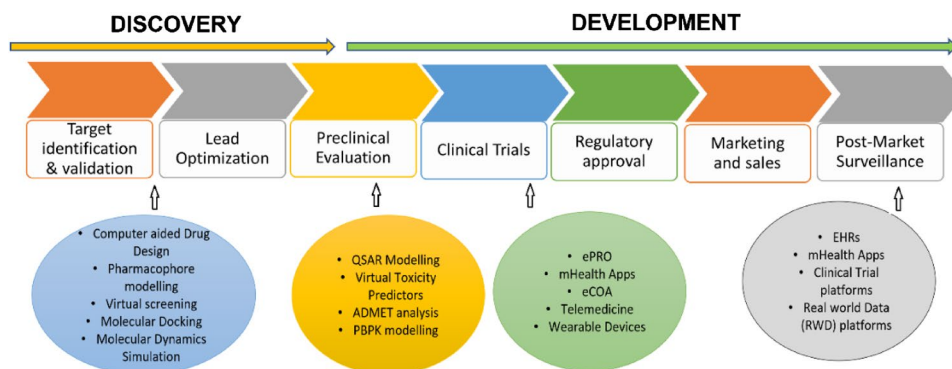 DISCOVERY
DEVELOPMENT
Target
identification
& validation
Lead
Optimization
Preclinical
Evaluation
Clinical Trials
Regulatory
approval
Marketing
and sales
Post-Market
Surveillance
• Computer aided Drug
Design
• Pharmacophore
modelling
• Virtual screening
• Molecular Docking
• Molecular Dynamics
Simulation
• QSAR Modelling
• Virtual Toxicity
Predictors
• ADMET analysis
• PBPK modelling
• ePRO
• mHealth Apps
• eCOA
• Telemedicine
• Wearable Devices
• EHRs
• mHealth Apps
• Clinical Trial
platforms
• Real world Data
(RWD) platforms